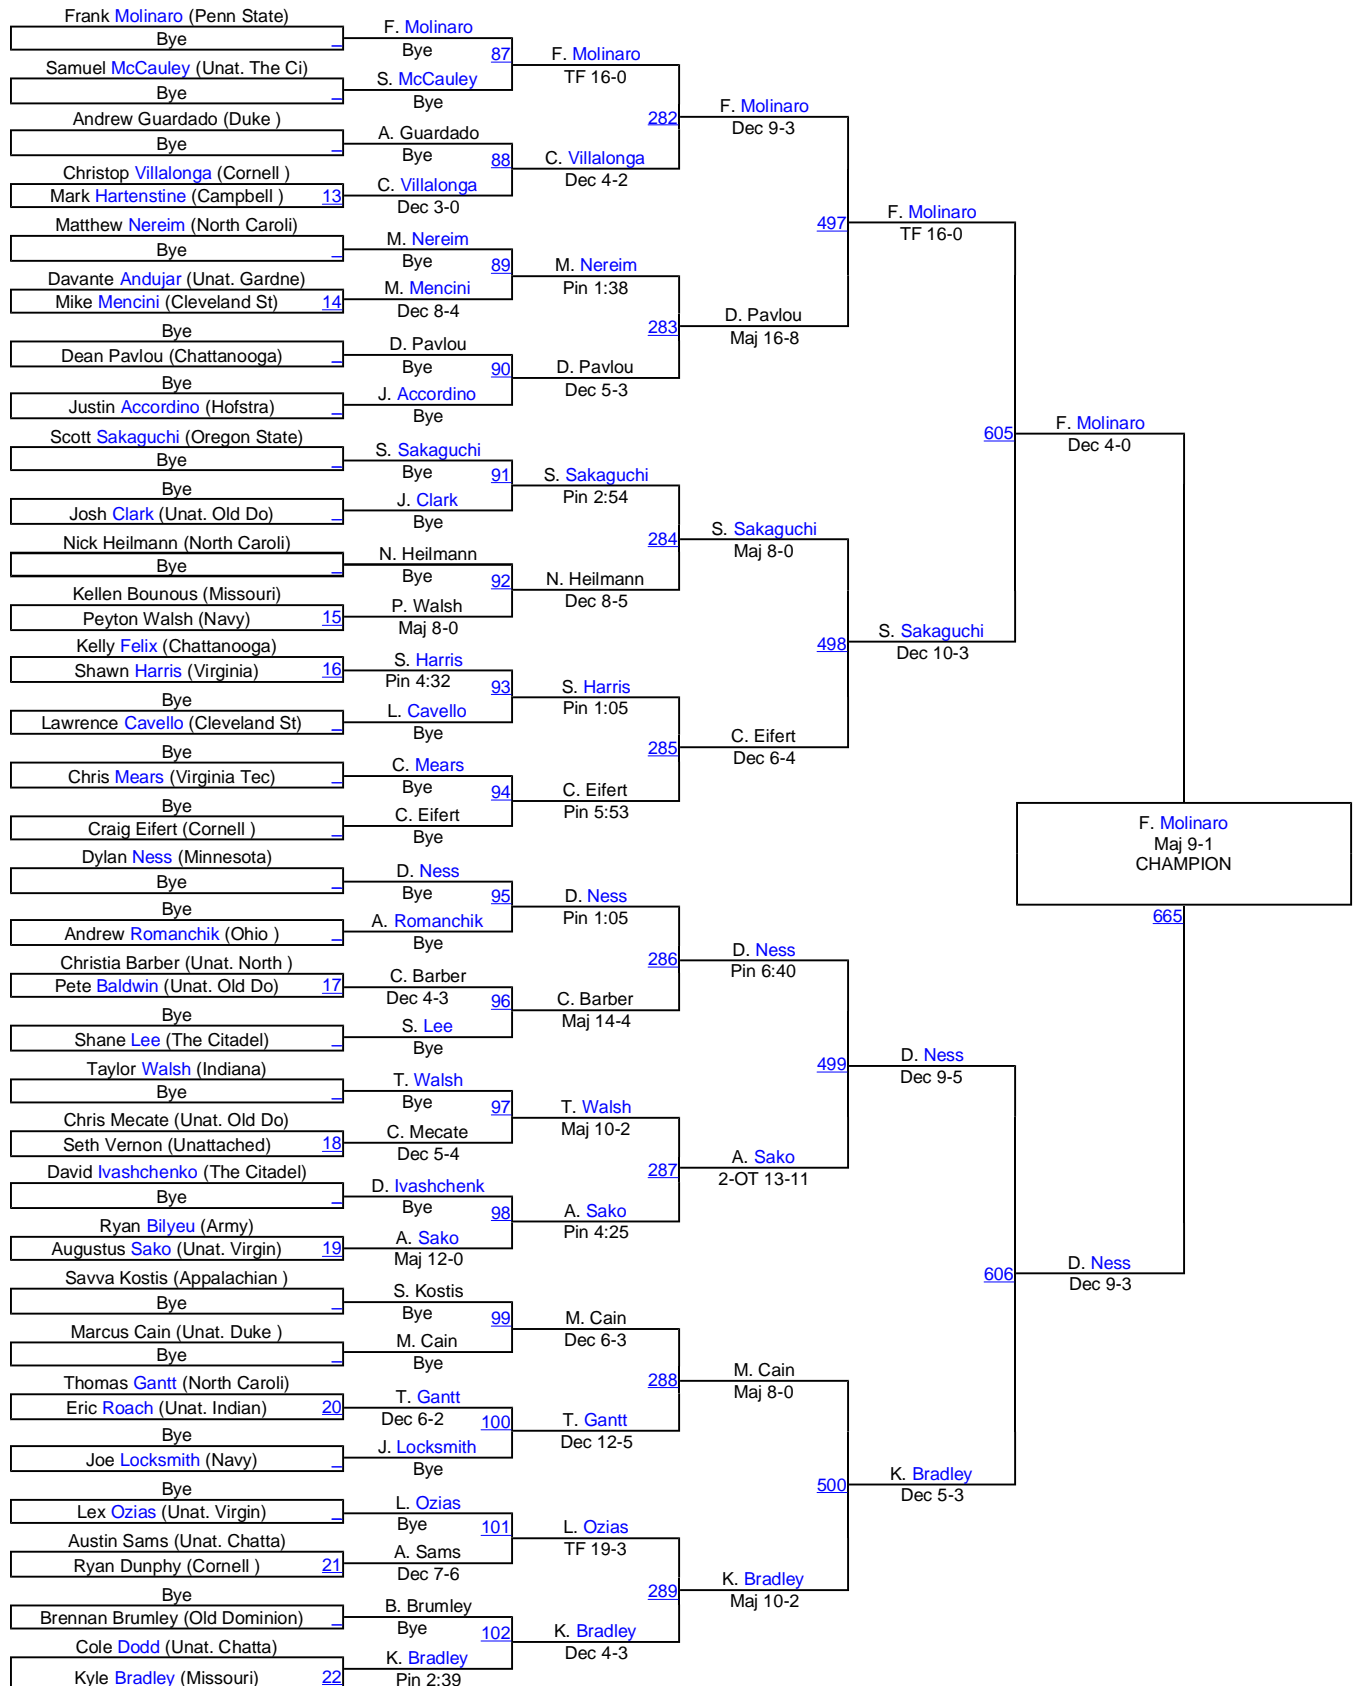 Frank Molinaro (Penn State)
Bye
Samuel McCauley (Unat. The Ci)
Bye
Andrew Guardado (Duke )
Bye
Christop Villalonga (Cornell )
Mark Hartenstine (Campbell ) 13
Matthew Nereim (North Caroli)
Bye
Davante Andujar (Unat. Gardne)
Mike Mencini (Cleveland St) 14
Bye
Dean Pavlou (Chattanooga)
Bye
Justin Accordino (Hofstra)
Scott Sakaguchi (Oregon State)
Bye
Bye
Josh Clark (Unat. Old Do)
Nick Heilmann (North Caroli)
Bye
Kellen Bounous (Missouri)
Peyton Walsh (Navy) 15
Kelly Felix (Chattanooga)
Shawn Harris (Virginia) 16
Bye
Lawrence Cavello (Cleveland St)
Bye
Chris Mears (Virginia Tec)
Bye
Craig Eifert (Cornell )
Dylan Ness (Minnesota)
Bye
Bye
Andrew Romanchik (Ohio )
Christia Barber (Unat. North )
Pete Baldwin (Unat. Old Do) 17
Bye
Shane Lee (The Citadel)
Taylor Walsh (Indiana)
Bye
Chris Mecate (Unat. Old Do)
Seth Vernon (Unattached) 18
David Ivashchenko (The Citadel)
Bye
Ryan Bilyeu (Army)
Augustus Sako (Unat. Virgin) 19
Savva Kostis (Appalachian )
Bye
Marcus Cain (Unat. Duke )
Bye
Thomas Gantt (North Caroli)
Eric Roach (Unat. Indian) 20
Bye
Joe Locksmith (Navy)
Bye
Lex Ozias (Unat. Virgin)
Austin Sams (Unat. Chatta)
Ryan Dunphy (Cornell ) 21
Bye
Brennan Brumley (Old Dominion)
Cole Dodd (Unat. Chatta)
Kyle Bradley (Missouri) 22
F. Molinaro
Bye 87
S. McCauley
Bye
A. Guardado
Bye 88
C. Villalonga
Dec 3-0
M. Nereim
Bye 89
M. Mencini
Dec 8-4
D. Pavlou
Bye 90
J. Accordino
Bye
S. Sakaguchi
Bye 91
J. Clark
Bye
N. Heilmann
Bye 92
P. Walsh
Maj 8-0
S. Harris
Pin 4:32 93
L. Cavello
Bye
C. Mears
Bye 94
C. Eifert
Bye
D. Ness
Bye 95
A. Romanchik
Bye
C. Barber
Dec 4-3 96
S. Lee
Bye
T. Walsh
Bye 97
C. Mecate
Dec 5-4
D. Ivashchenk
Bye 98
A. Sako
Maj 12-0
S. Kostis
Bye 99
M. Cain
Bye
T. Gantt
Dec 6-2 100
J. Locksmith
Bye
L. Ozias
Bye 101
A. Sams
Dec 7-6
B. Brumley
Bye 102
K. Bradley
Pin 2:39
F. Molinaro
TF 16-0
282
C. Villalonga
Dec 4-2
M. Nereim
Pin 1:38
283
D. Pavlou
Dec 5-3
S. Sakaguchi
Pin 2:54
284
N. Heilmann
Dec 8-5
S. Harris
Pin 1:05
285
C. Eifert
Pin 5:53
D. Ness
Pin 1:05
286
C. Barber
Maj 14-4
T. Walsh
Maj 10-2
287
A. Sako
Pin 4:25
M. Cain
Dec 6-3
288
T. Gantt
Dec 12-5
L. Ozias
TF 19-3
289
K. Bradley
Dec 4-3
F. Molinaro
Dec 9-3
497
D. Pavlou
Maj 16-8
S. Sakaguchi
Maj 8-0
498
C. Eifert
Dec 6-4
D. Ness
Pin 6:40
499
A. Sako
2-OT 13-11
M. Cain
Maj 8-0
500
K. Bradley
Maj 10-2
F. Molinaro
TF 16-0
605
S. Sakaguchi
Dec 10-3
D. Ness
Dec 9-5
606
K. Bradley
Dec 5-3
F. Molinaro
Dec 4-0
D. Ness
Dec 9-3
F. Molinaro
Maj 9-1
CHAMPION
665